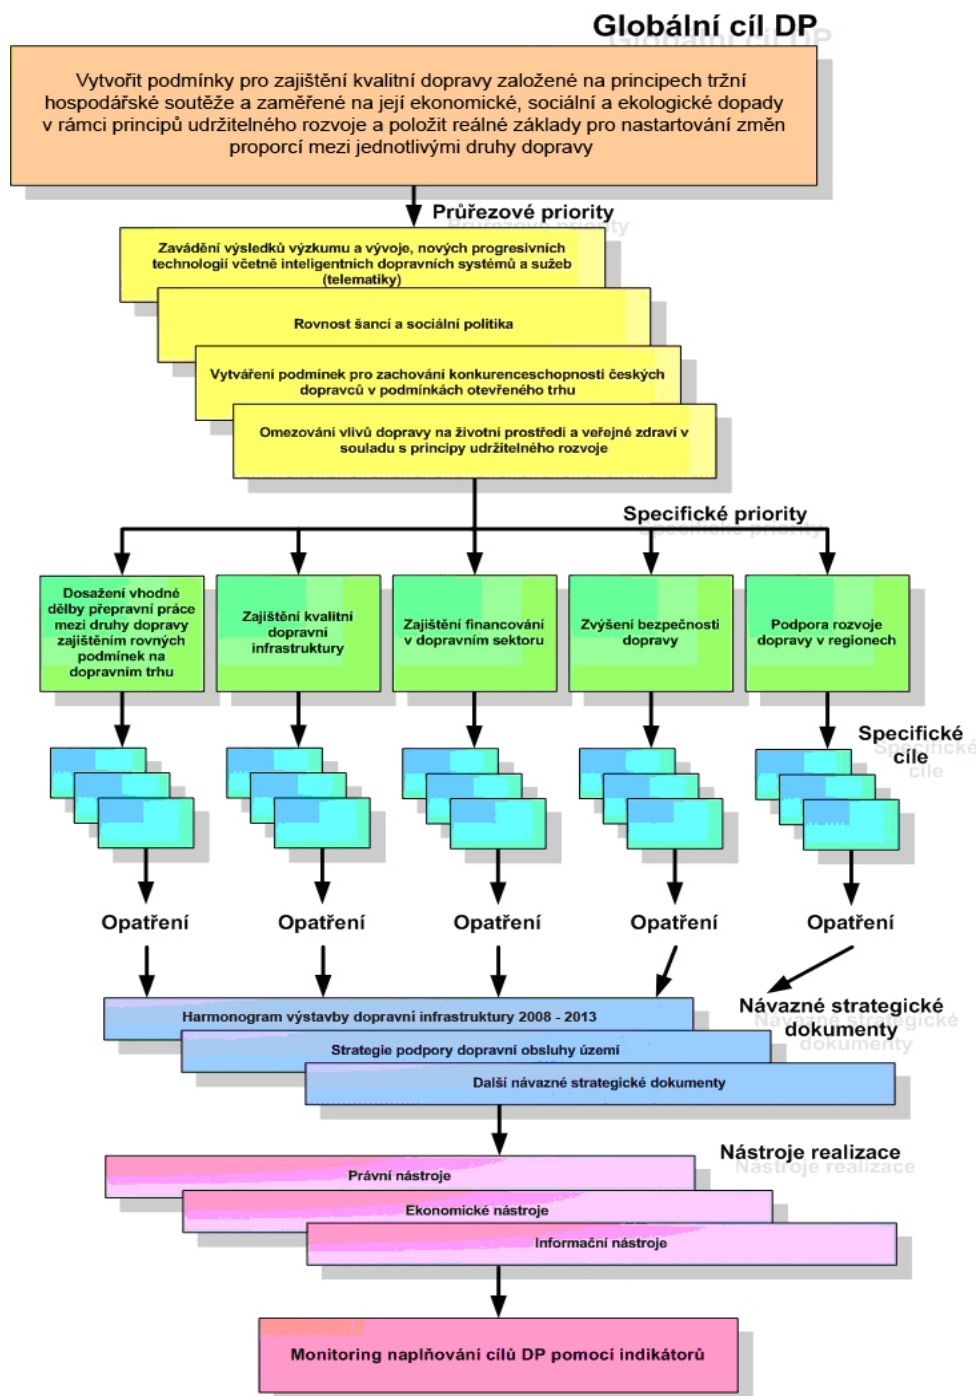 Globální cíl DP
Vytvořit podmínky pro zajištění kvalitní dopravy založené na principech tržní
hospodářské soutěže a zaměřené na její ekonomické, sociální a ekologické dopady
v rámci principů udržitelného rozvoje a položit reálné základy pro nastartování změn
proporcí mezi jednotlivými druhy dopravy
Průřezové priority
Zavádění výsledků výzkumu a vývoje, nových progresivních
technologií včetně inteligentních dopravních systémů a sužeb
(telematiky)
Rovnost šancí a sociální politika
Vytváření podmínek pro zachování konkurenceschopnosti českých
dopravců v podmínkách otevřeného trhu
Omezování vlivů dopravy na životní prostředí a veřejné zdraví v
souladu s principy udržitelného rozvoje
Specifické priority
Dosažení vhodné
dělby přepravní práce
mezi druhy dopravy
zajištěním rovných
podmínek na
dopravním trhu
Zajištění kvalitní
dopravní
infrastruktury
Zajištění financování
v dopravním sektoru
Zvýšení bezpečnosti
dopravy
Podpora rozvoje
dopravy v regionech
Specifické
cíle
Opatření
Opatření
Opatření
Opatření
Opatření
Návazné strategické
dokumenty
Harmonogram výstavby dopravní infrastruktury 2008 - 2013
Strategie podpory dopravní obsluhy území
Další návazné strategické dokumenty
Nástroje realizace
Právní nástroje
Ekonomické nástroje
Informační nástroje
Monitoring naplňování cílů DP pomocí indikátorů